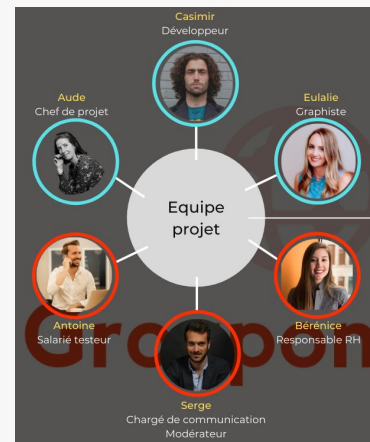 Casimir
Développeur
Aude
Chef de projet
Eulalie
Graphiste
Equipe
projet
Antoine
Salarié testeur
Bérénice
Responsable RH
Serge
Chargé de communication
Modérateur